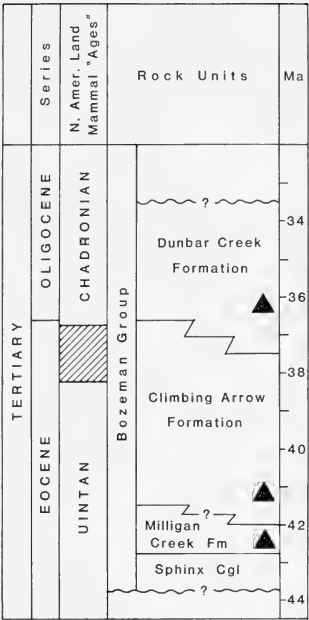 Series
N. Amer. Land
Mammal "Ages"
Rock Units
Ma
TERTIARY
OLIGOCENE
EOCENE
CHADRONIAN
UINTAN
Bozeman Group
?
Dunbar Creek
Formation
Climbing Arrow
Formation
?
Milligan
Creek Fm
Sphinx Cgl
?
34
36
38
40
42
44